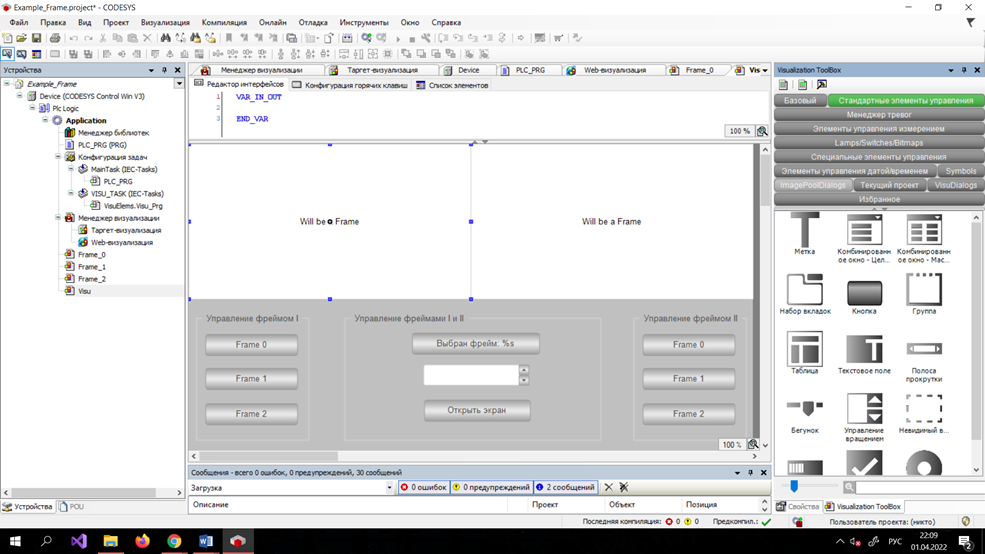 Example_Frame.project* - CODESYS
Файл Правка Вид Проект Визуализация Компиляция Онлайн Отладка Инструменты Окно Справка
Устройства
Менеджер визуализации Таргет-визуализация Device PLC_PRG Web-визуализация Frame_0 Vis
Visualization ToolBox
Example_Frame
Device (CODESYS Control Win V3)
Plc Logic
Application
Менеджер библиотек
PLC_PRG (PRG)
Конфигурация задач
MainTask (IEC-Tasks)
PLC_PRG
VISU_TASK (IEC-Tasks)
VisuElems.Visu_Prg
Менеджер визуализации
Таргет-визуализация
Web-визуализация
Frame_0
Frame_1
Frame_2
Visu
Редактор интерфейсов Конфигурация горячих клавиш Список элементов
1 VAR_IN_OUT
2
3 END_VAR
100 %
Will be a Frame Will be a Frame
Управление фреймом I Управление фреймами I и II Управление фреймом II
Frame 0 Выбран фрейм: %s Frame 0
Frame 1 Frame 1
Frame 2 Открыть экран Frame 2
100 %
Базовый Стандартные элементы управления
Менеджер тревог
Элементы управления измерением
Lamps/Switches/Bitmaps
Специальные элементы управления
Элементы управления датой/временем Symbols
ImagePoolDialogs Текущий проект VisuDialogs
Избранное
Метка
Комбинированное окно - Цел...
Комбинированное окно - Мас...
Набор вкладок Кнопка Группа
Таблица Текстовое поле Полоса прокрутки
Бегунок Управление вращением Невидимый в...
Сообщения - всего 0 ошибок, 0 предупреждений, 30 сообщений
Загрузка 0 ошибок 0 предупреждений 2 сообщений
Описание Проект Объект Позиция
Устройства POU
Свойства Visualization ToolBox
Последняя компиляция: 0 0 Предкомпил.: Пользователь проекта: (никто)
РУС
22:09
01.04.2022
2